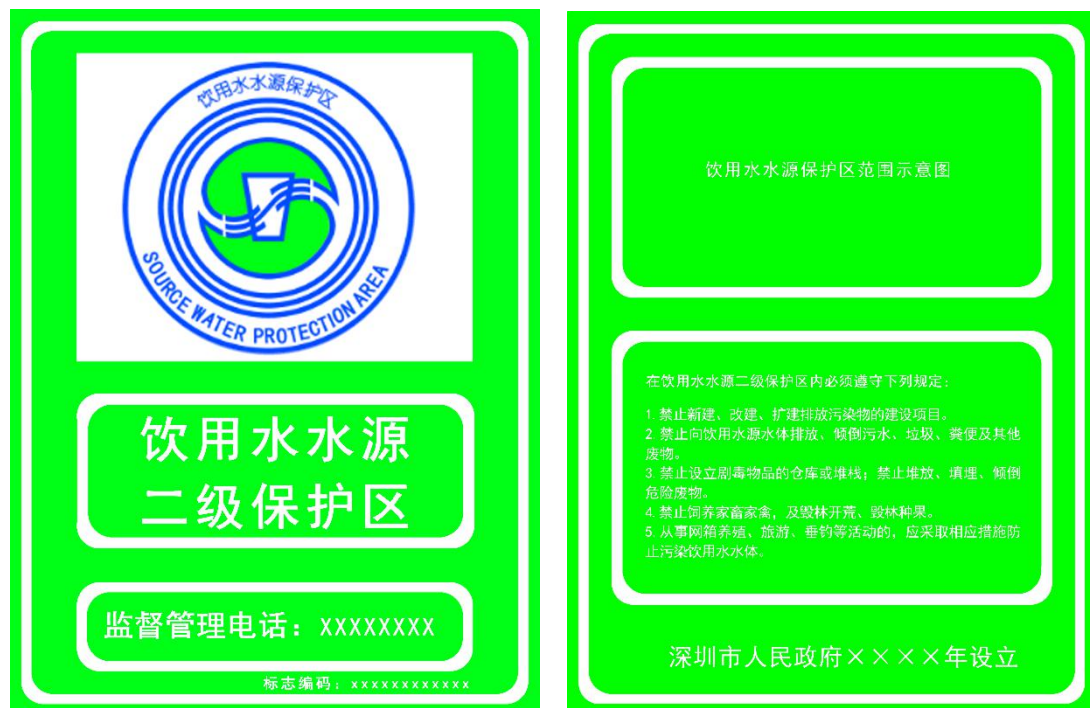 饮用水水源保护区
SOURCE WATER PROTECTION AREA
饮用水水源
二级保护区
监督管理电话：XXXXXXXX
标志编码：xxxxxxxxxxxx
饮用水水源保护区范围示意图
在饮用水水源二级保护区内必须遵守下列规定：
1. 禁止新建、改建、扩建排放污染物的建设项目。
2. 禁止向饮用水源水体排放、倾倒污水、垃圾、粪便及其他
废物。
3. 禁止设立剧毒物品的仓库或堆栈；禁止堆放、填埋、倾倒
危险废物。
4. 禁止饲养家畜家禽，及毁林开荒、毁林种果。
5. 从事网箱养殖、旅游、垂钓等活动的，应采取相应措施防
止污染饮用水水体。
深圳市人民政府××××年设立